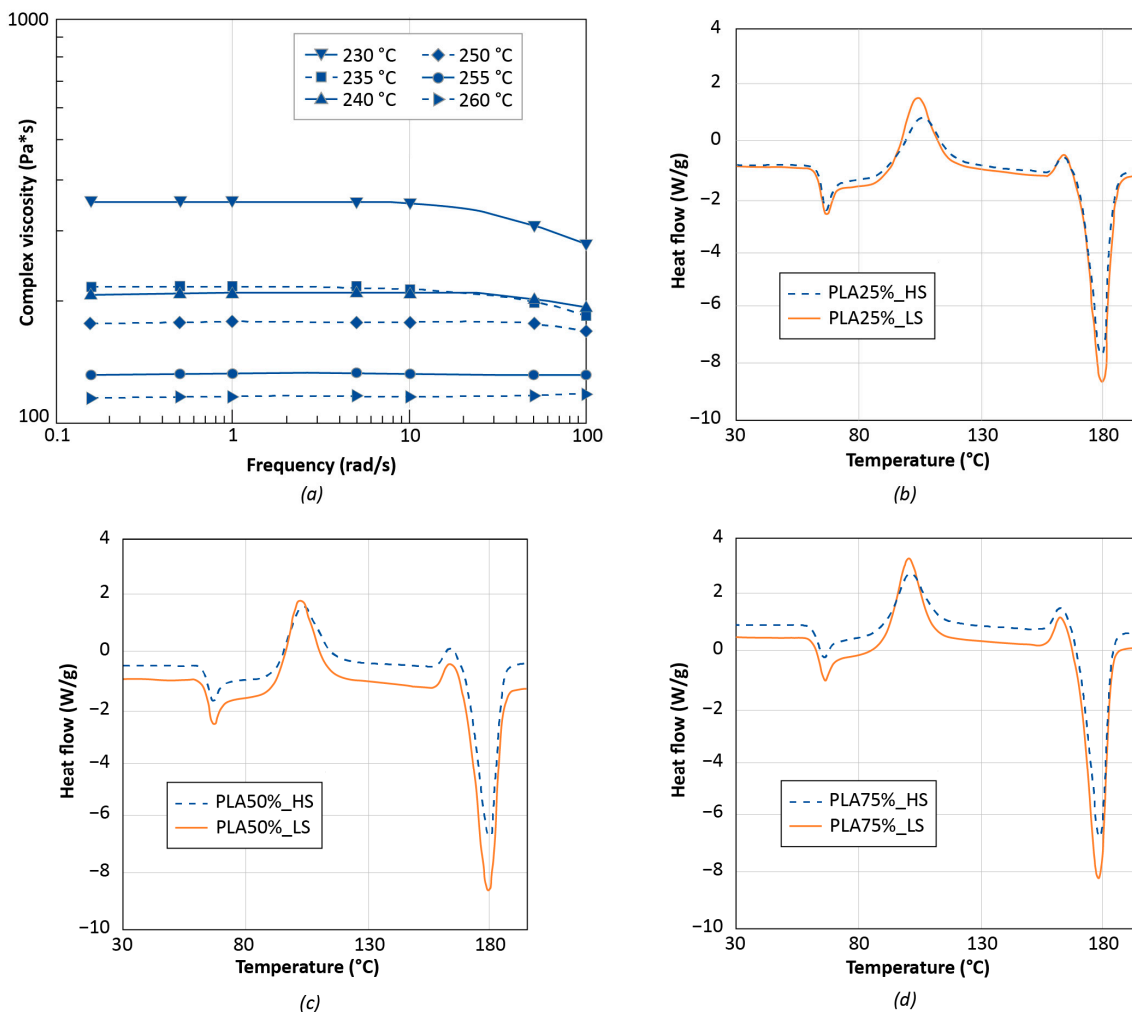 1000
230 °C 250 °C
235 °C 255 °C
240 °C 260 °C
Complex viscosity (Pa*s)
100
0.1 1 10 100
Frequency (rad/s)
(a)
4
2
0
−2
−4
−6
−8
−10
Heat flow (W/g)
PLA25%_HS
PLA25%_LS
30 80 130 180
Temperature (°C)
(b)
4
2
0
−2
−4
−6
−8
−10
Heat flow (W/g)
PLA50%_HS
PLA50%_LS
30 80 130 180
Temperature (°C)
(c)
4
2
0
−2
−4
−6
−8
−10
Heat flow (W/g)
PLA75%_HS
PLA75%_LS
30 80 130 180
Temperature (°C)
(d)